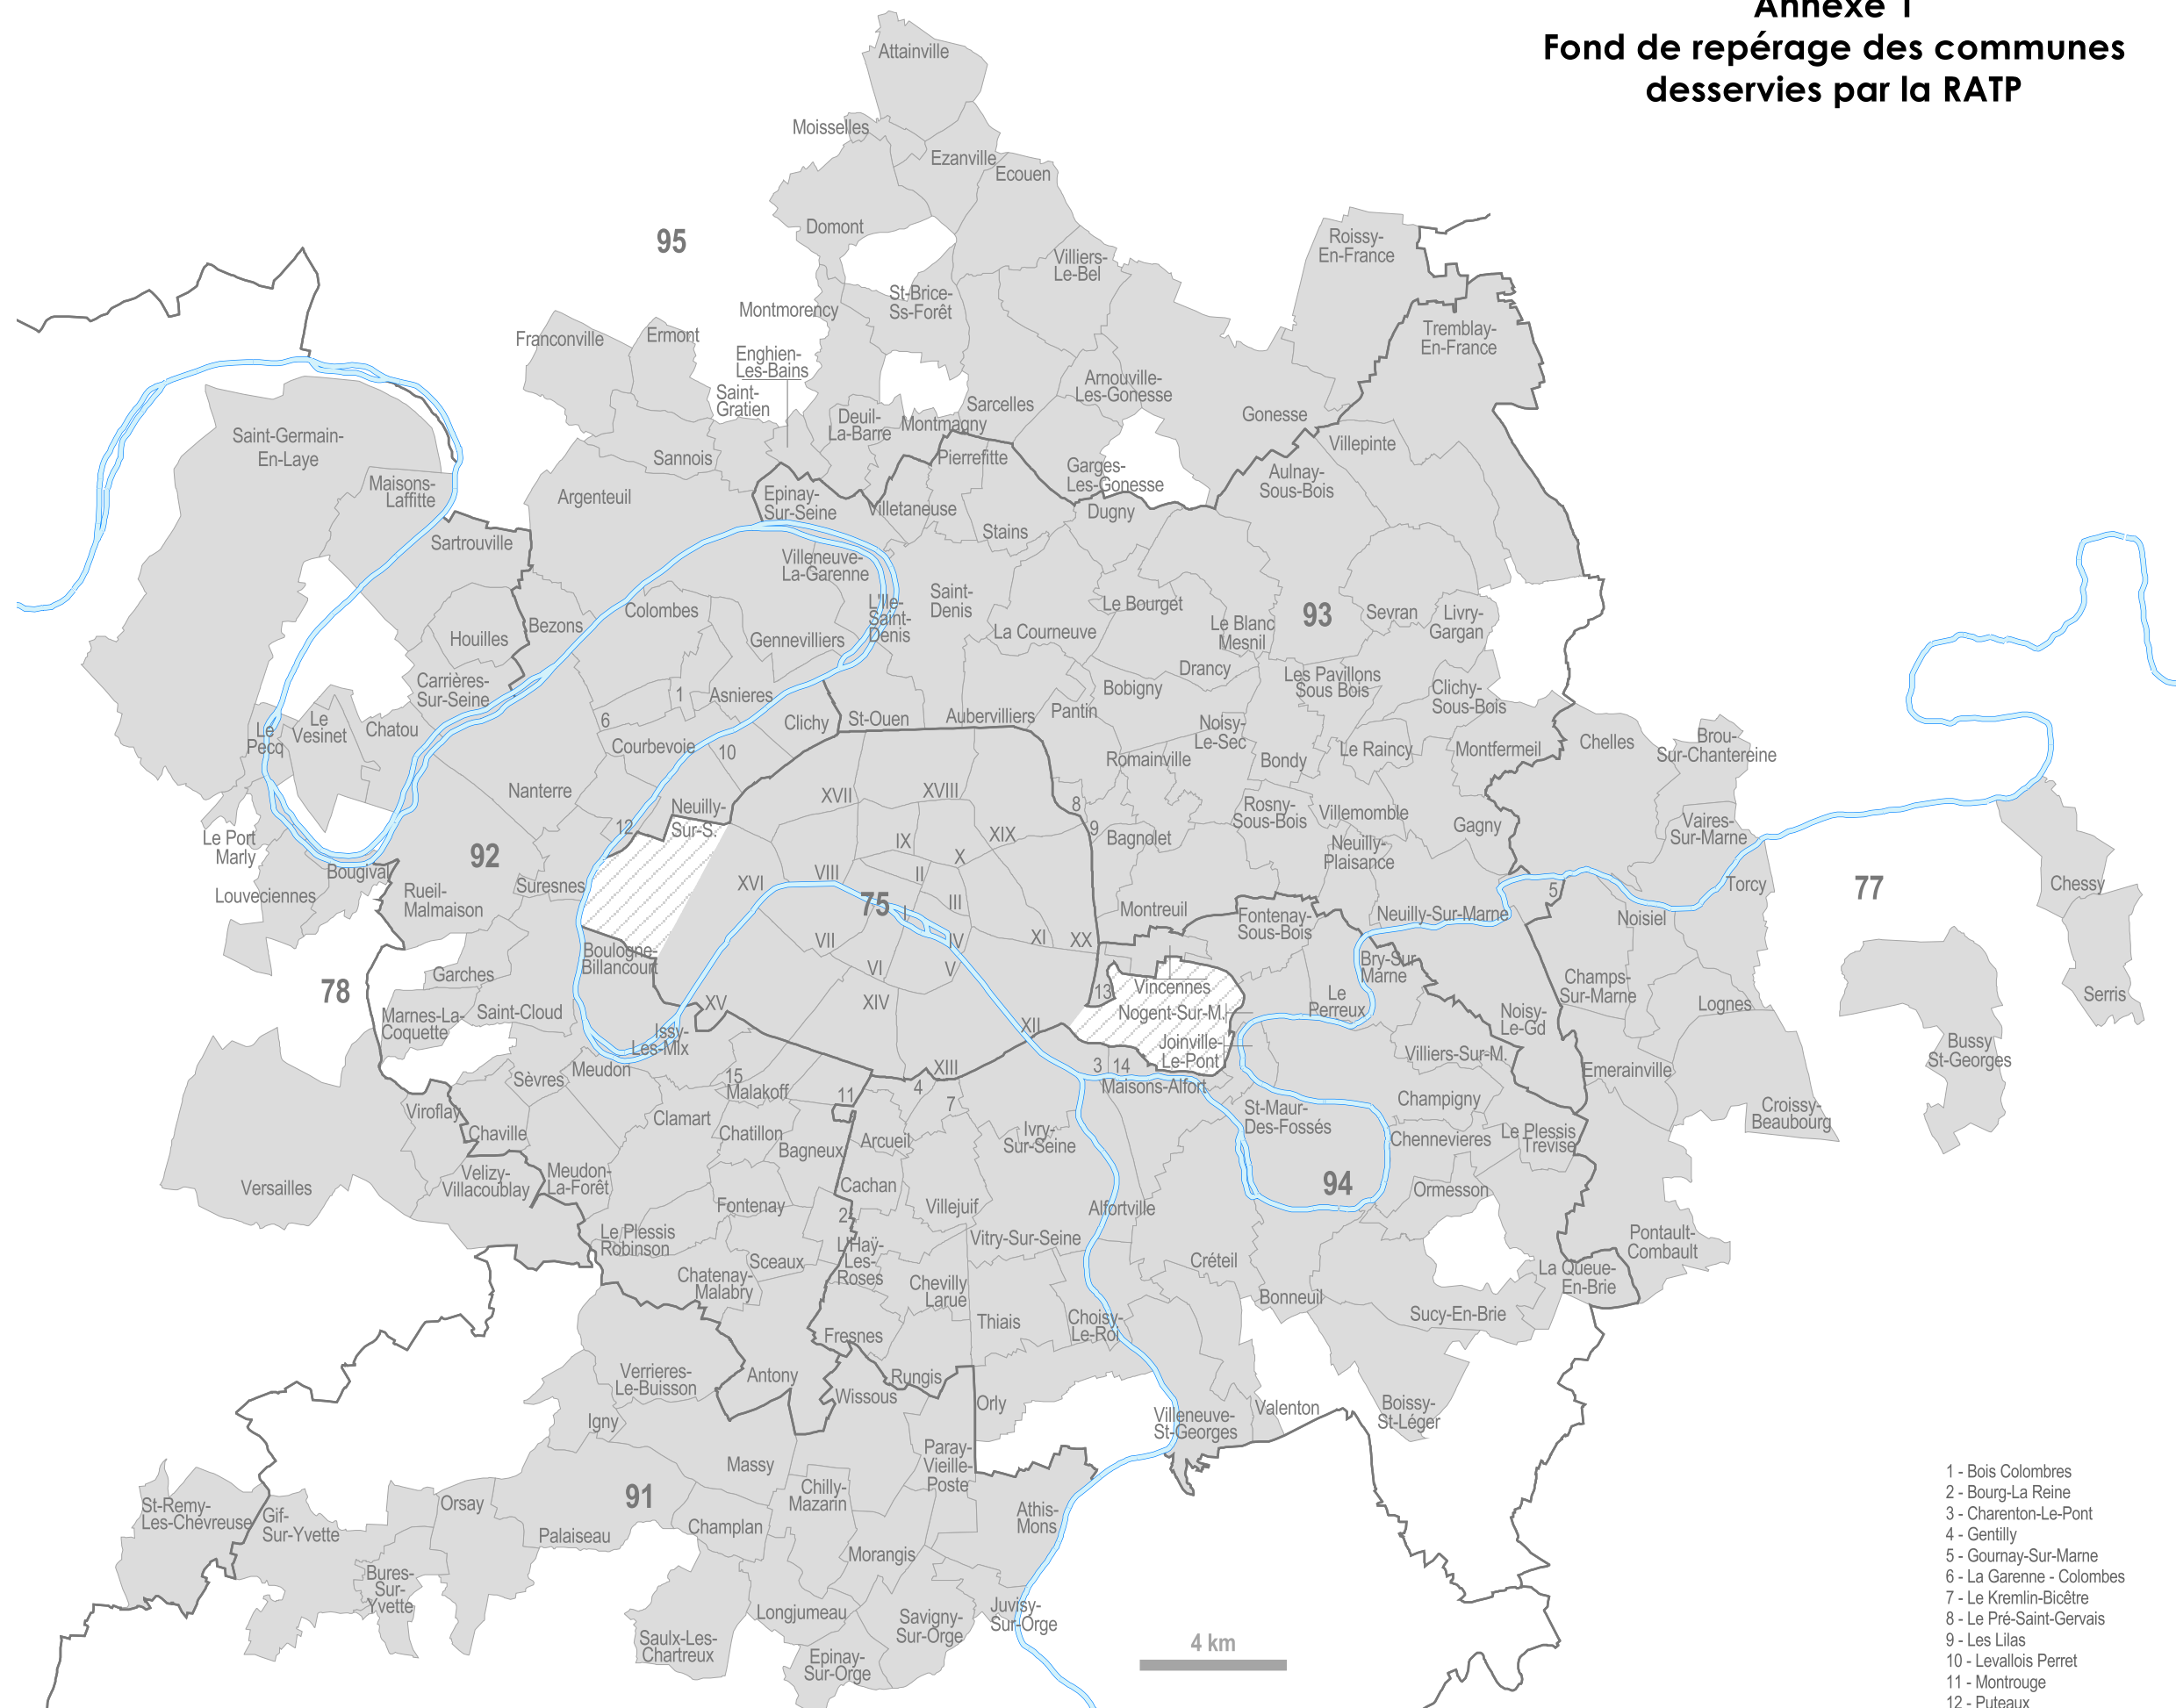 Annexe 1
Fond de repérage des communes
desservies par la RATP
Attainville
Moisselles
Ezanville
Ecouen
Domont
95
Roissy-
En-France
Villiers-
Le-Bel
St-Brice-
Ss-Forêt
Montmorency
Franconville
Ermont
Tremblay-
En-France
Enghien-
Les-Bains
Saint-
Gratien
Arnouville-
Les-Gonesse
Sarcelles
Gonesse
Deuil-
La-Barre
Montmagny
Saint-Germain-
En-Laye
Sannois
Villepinte
Pierrefitte
Garges-
Les-Gonesse
Aulnay-
Sous-Bois
Maisons-
Laffitte
Argenteuil
Epinay-
Sur-Seine
Villetaneuse
Dugny
Stains
Sartrouville
Villeneuve-
La-Garenne
Saint-
Denis
L'Ile-
Saint-
Denis
Le Bourget
93
Sevran
Livry-
Gargan
Colombes
Bezons
Houilles
Gennevilliers
La Courneuve
Le Blanc
Mesnil
Drancy
Les Pavillons
Sous Bois
Clichy-
Sous-Bois
Carrières-
Sur-Seine
1
Asnieres
Bobigny
6
Clichy
St-Ouen
Aubervilliers
Pantin
Noisy-
Le-Sec
Le
Pecq
Le
Vesinet
Chatou
Courbevoie
10
Romainville
Bondy
Le Raincy
Montfermeil
Chelles
Brou-
Sur-Chantereine
Nanterre
Neuilly-
Sur-S.
XVII
XVIII
8
Rosny-
Sous-Bois
Villemomble
Gagny
Vaires-
Sur-Marne
12
9
Bagnolet
IX
XIX
X
Neuilly-
Plaisance
Le Port
Marly
92
Bougival
Louveciennes
Rueil-
Malmaison
Suresnes
XVI
VIII
II
75
I
III
Montreuil
Fontenay-
Sous-Bois
Neuilly-Sur-Marne
5
Noisiel
Torcy
77
Chessy
VII
IV
XI
XX
Boulogne-
Billancourt
VI
V
Bry-Sur
Marne
78
Garches
Champs-
Sur-Marne
Vincennes
13
Le
Perreux
Lognes
Serris
Marnes-La-
Coquette
Saint-Cloud
XV
XIV
XII
Nogent-Sur-M.
Noisy-
Le-Gd
Issy-
Les-Mlx
Joinville-
Le-Pont
Villiers-Sur-M.
Bussy
St-Georges
Sèvres
Meudon
15
Malakoff
XIII
3
14
Maisons-Alfort
Emerainville
Viroflay
Clamart
11
4
7
St-Maur-
Des-Fossés
Champigny
Croissy-
Beaubourg
Chaville
Chatillon
Bagneux
Arcueil
Ivry-
Sur-Seine
Chennevieres
Le Plessis
Trevise
Versailles
Velizy-
Villacoublay
Meudon-
La-Forêt
Cachan
94
Ormesson
Fontenay
2
Villejuif
Alfortville
Le Plessis
Robinson
Vitry-Sur-Seine
Pontault-
Combault
Sceaux
L'Haÿ-
Les-
Roses
Créteil
La Queue-
En-Brie
Chatenay-
Malabry
Chevilly
Larue
Bonneuil
Sucy-En-Brie
Fresnes
Thiais
Choisy-
Le-Roi
Verrieres-
Le-Buisson
Antony
Wissous
Rungis
Orly
Villeneuve-
St-Georges
Valenton
Boissy-
St-Léger
Igny
Massy
Paray-
Vieille-
Poste
91
Chilly-
Mazarin
St-Remy-
Les-Chevreuse
Gif-
Sur-Yvette
Orsay
Palaiseau
Champlan
Athis-
Mons
Morangis
Bures-
Sur-
Yvette
Longjumeau
Savigny-
Sur-Orge
Juvisy-
Sur-Orge
Saulx-Les-
Chartreux
Epinay-
Sur-Orge
4 km
1 - Bois Colombres
2 - Bourg-La Reine
3 - Charenton-Le-Pont
4 - Gentilly
5 - Gournay-Sur-Marne
6 - La Garenne - Colombes
7 - Le Kremlin-Bicêtre
8 - Le Pré-Saint-Gervais
9 - Les Lilas
10 - Levallois Perret
11 - Montrouge
12 - Puteaux